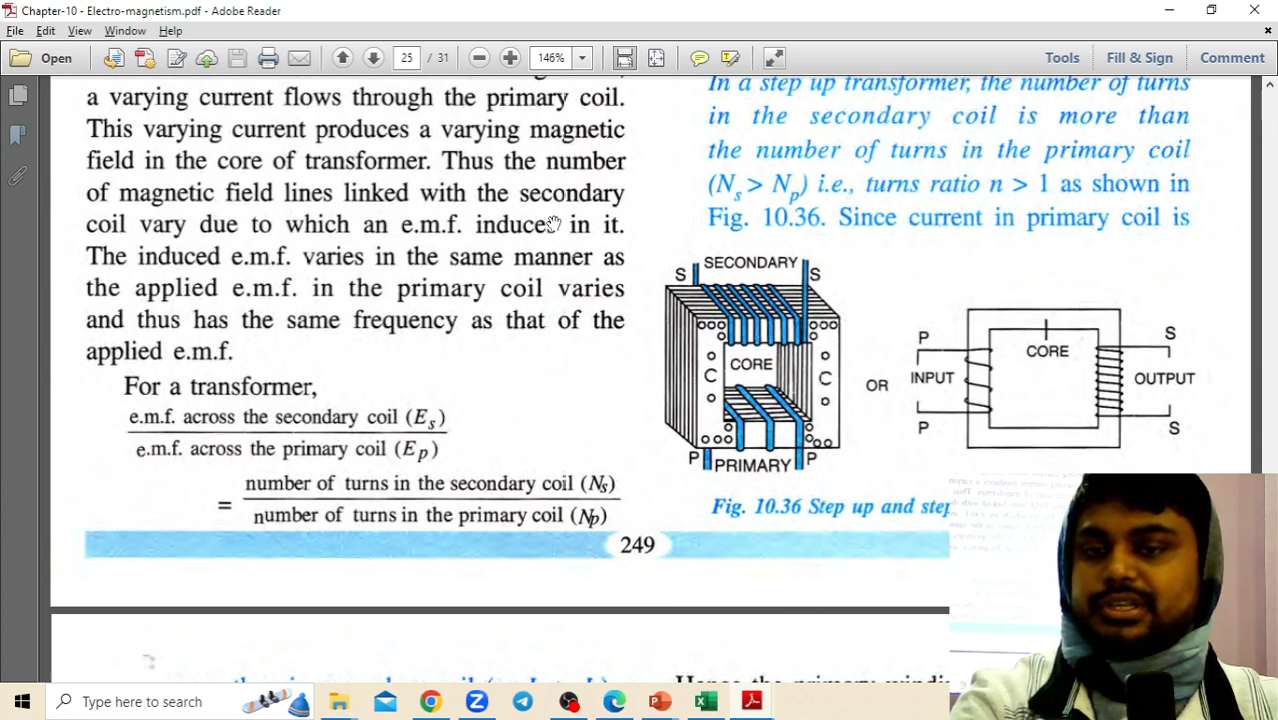 Chapter-10 - Electro-magnetism.pdf - Adobe Reader
File Edit View Window Help
Open 25 / 31 146% Tools Fill & Sign Comment
a varying current flows through the primary coil.
This varying current produces a varying magnetic
field in the core of transformer. Thus the number
of magnetic field lines linked with the secondary
coil vary due to which an e.m.f. induces in it.
The induced e.m.f. varies in the same manner as
the applied e.m.f. in the primary coil varies
and thus has the same frequency as that of the
applied e.m.f.
For a transformer,
e.m.f. across the secondary coil (Es)
e.m.f. across the primary coil (Ep)
= number of turns in the secondary coil (Ns)
number of turns in the primary coil (Np)
In a step up transformer, the number of turns
in the secondary coil is more than
the number of turns in the primary coil
(Ns > Np) i.e., turns ratio n > 1 as shown in
Fig. 10.36. Since current in primary coil is
S SECONDARY S
C CORE C
P PRIMARY P
OR
P S
INPUT CORE OUTPUT
P S
Fig. 10.36 Step up and step
249
Hence the primary
Type here to search